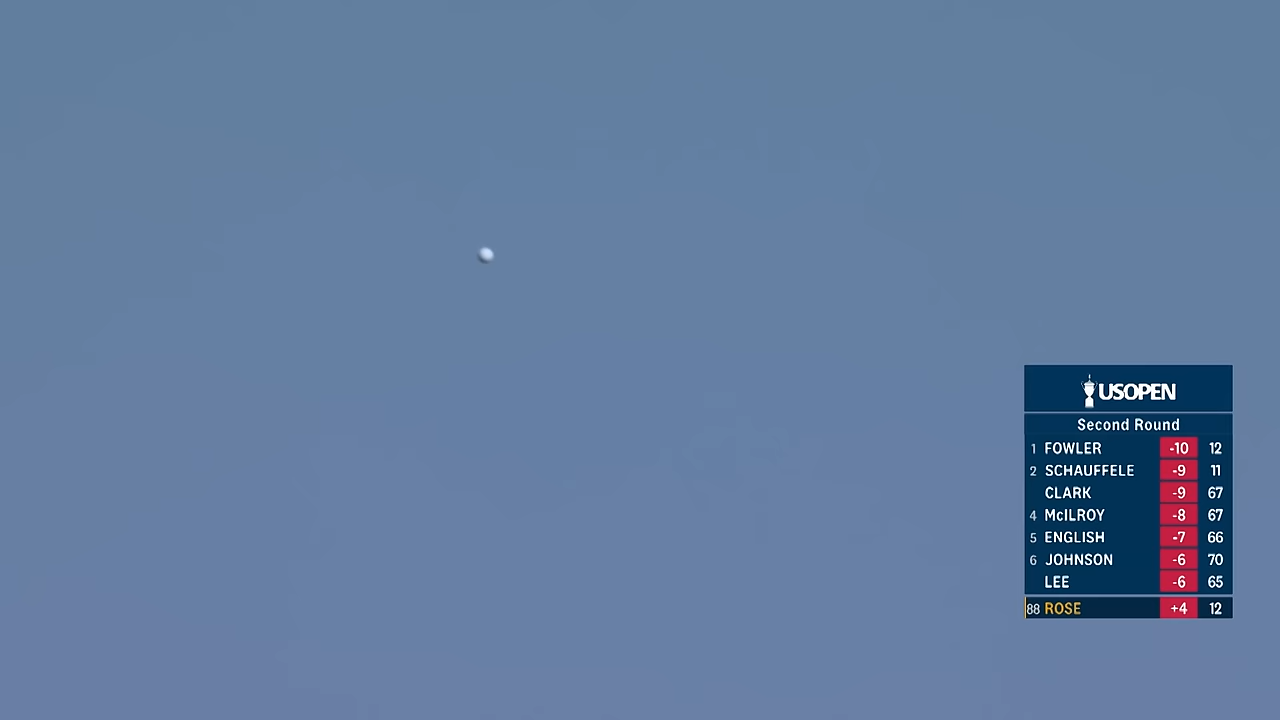 USOPEN
Second Round
1 FOWLER -10 12
2 SCHAUFFELE -9 11
CLARK -9 67
4 McILROY -8 67
5 ENGLISH -7 66
6 JOHNSON -6 70
LEE -6 65
88 ROSE +4 12